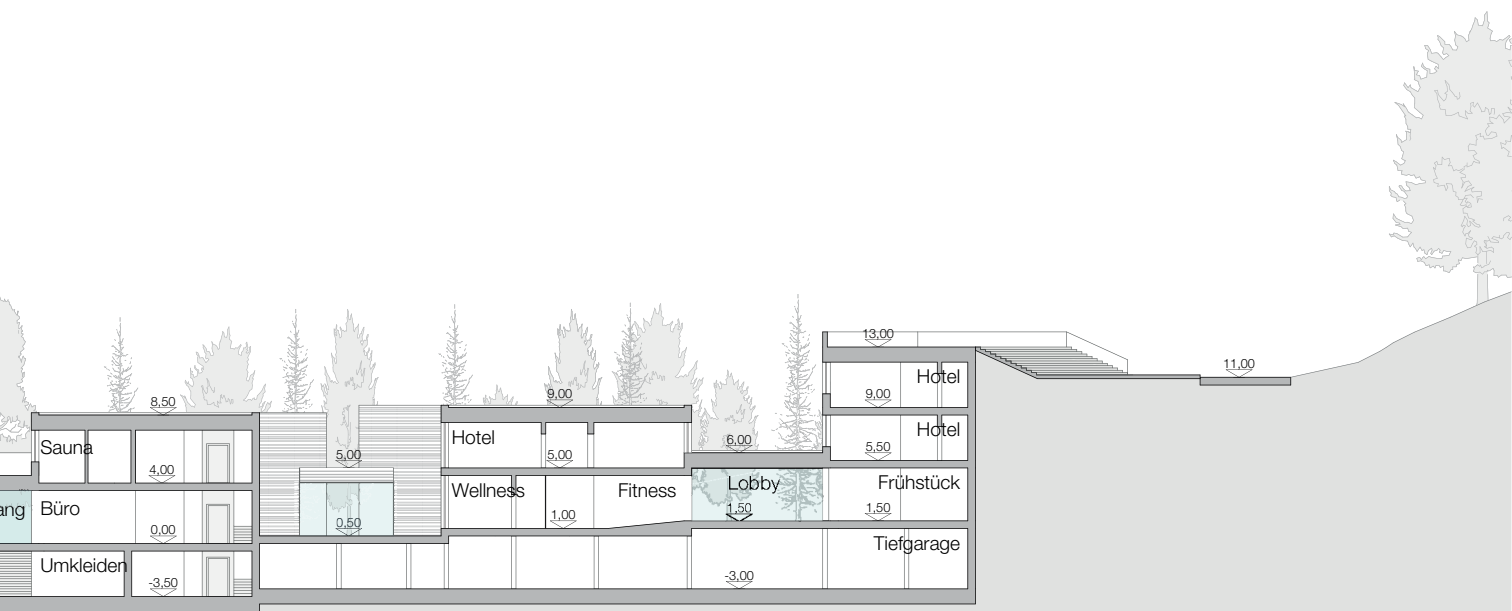 13,00
11,00
Hotel
9,00
9,00
8,50
Hotel
Hotel
5,50
6,00
Sauna
5,00
5,00
4,00
Wellness
Fitness
Lobby
Frühstück
ang
Büro
1,50
1,50
1,00
0,50
0,00
Tiefgarage
Umkleiden
-3,00
-3,50